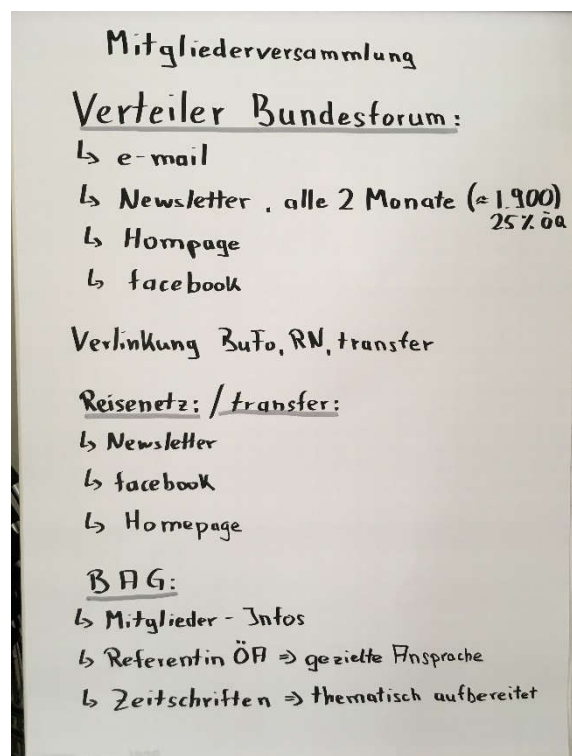 Mitgliederversammlung
Verteiler Bundesforum:
↳ e-mail
↳ Newsletter, alle 2 Monate (≈ 1.900)
25% öa
↳ Hompage
↳ facebook
Verlinkung BuFo, RN, transfer
Reisenetz: / transfer:
↳ Newsletter
↳ facebook
↳ Homepage
BAG:
↳ Mitglieder - Infos
↳ Referentin ÖA ⇒ gezielte Ansprache
↳ Zeitschriften ⇒ thematisch aufbereitet